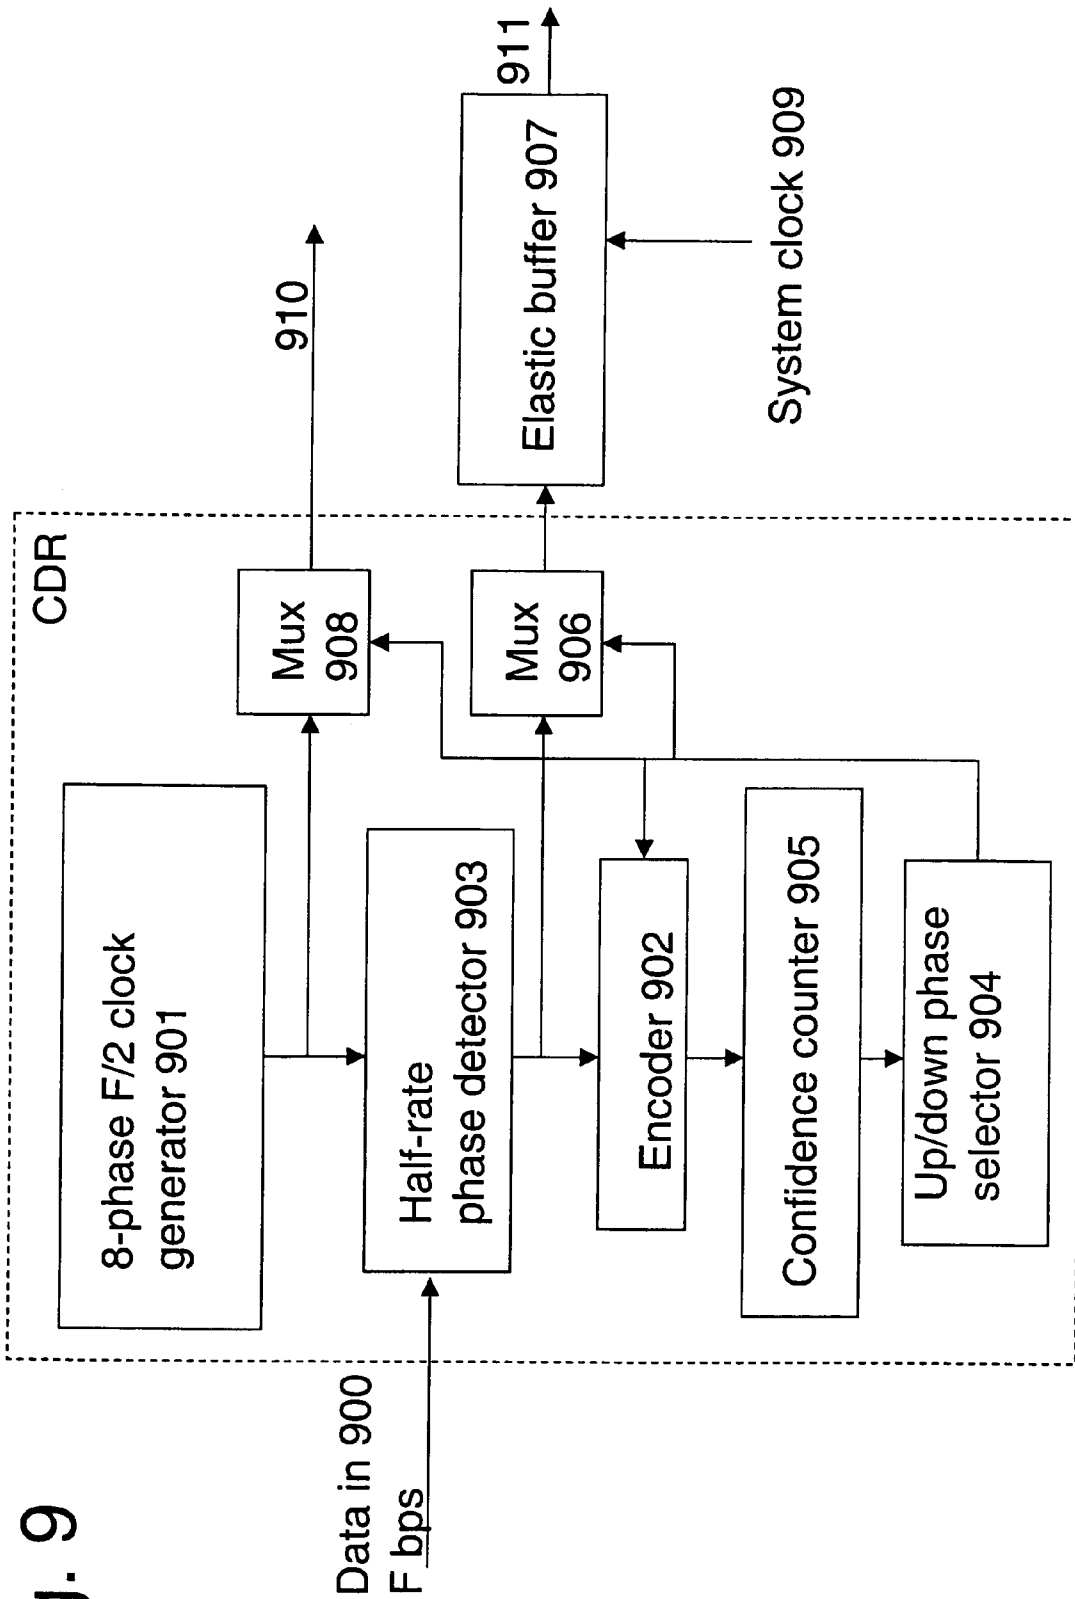 g. 9
CDR
8-phase F/2 clock
generator 901
Mux
908
910
Data in 900
F bps
Half-rate
phase detector 903
Mux
906
Elastic buffer 907
911
Encoder 902
System clock 909
Confidence counter 905
Up/down phase
selector 904